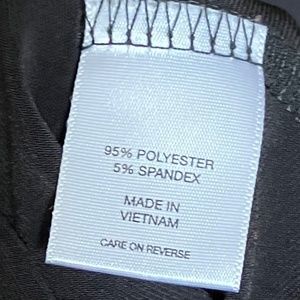 95% POLYESTER
5% SPANDEX
MADE IN
VIETNAM
CARE ON REVERSE